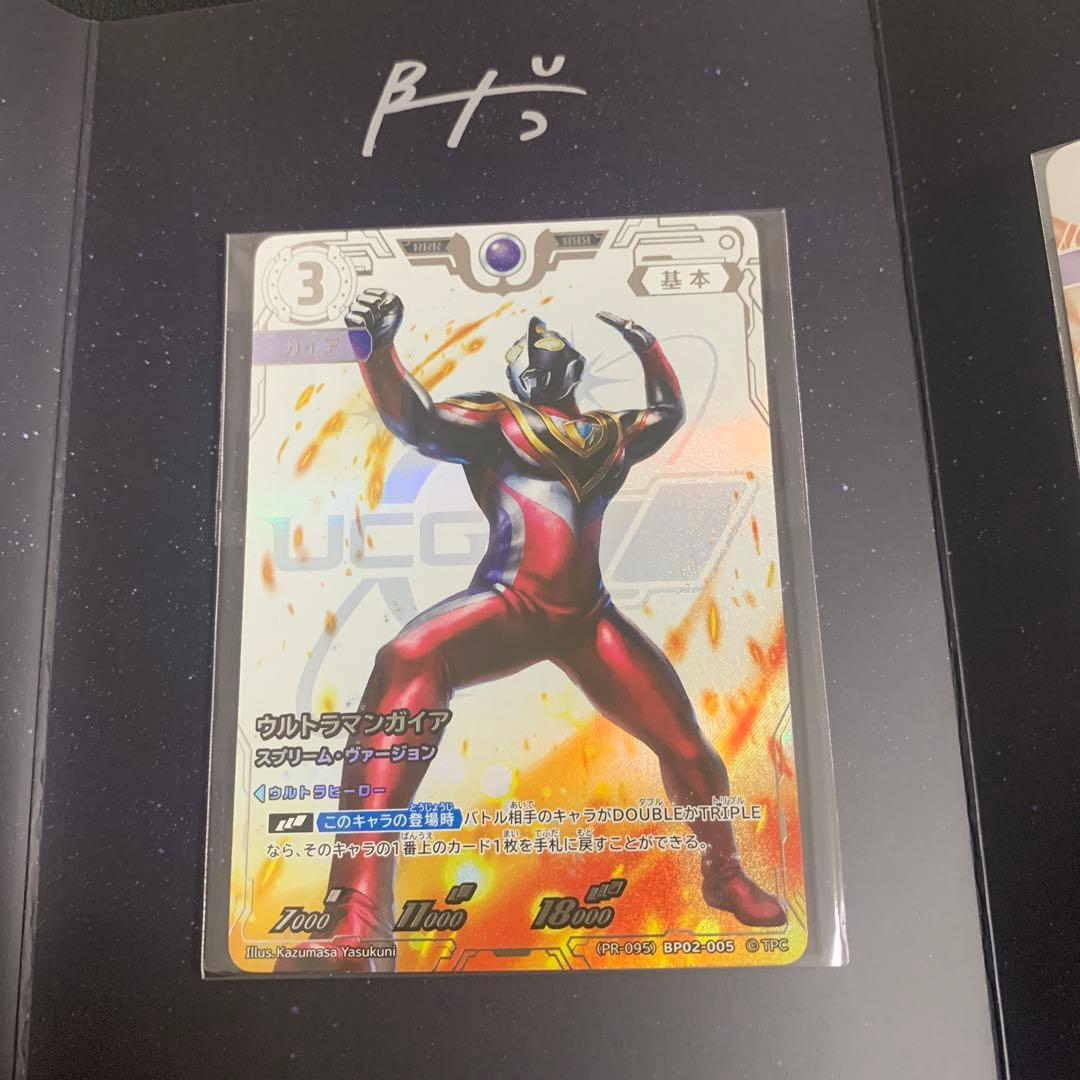 RRR
RRR
3
基本
ガイア
UCG
ウルトラマンガイア
スプリーム・ヴァージョン
ウルトラヒーロー
このキャラの登場時 バトル相手のキャラがDOUBLEかTRIPLE
なら、そのキャラの1番上のカード1枚を手札に戻すことができる。
7000 11000 18000
Illus. Kazumasa Yasukuni (PR-095) BP02-005 ©TPC